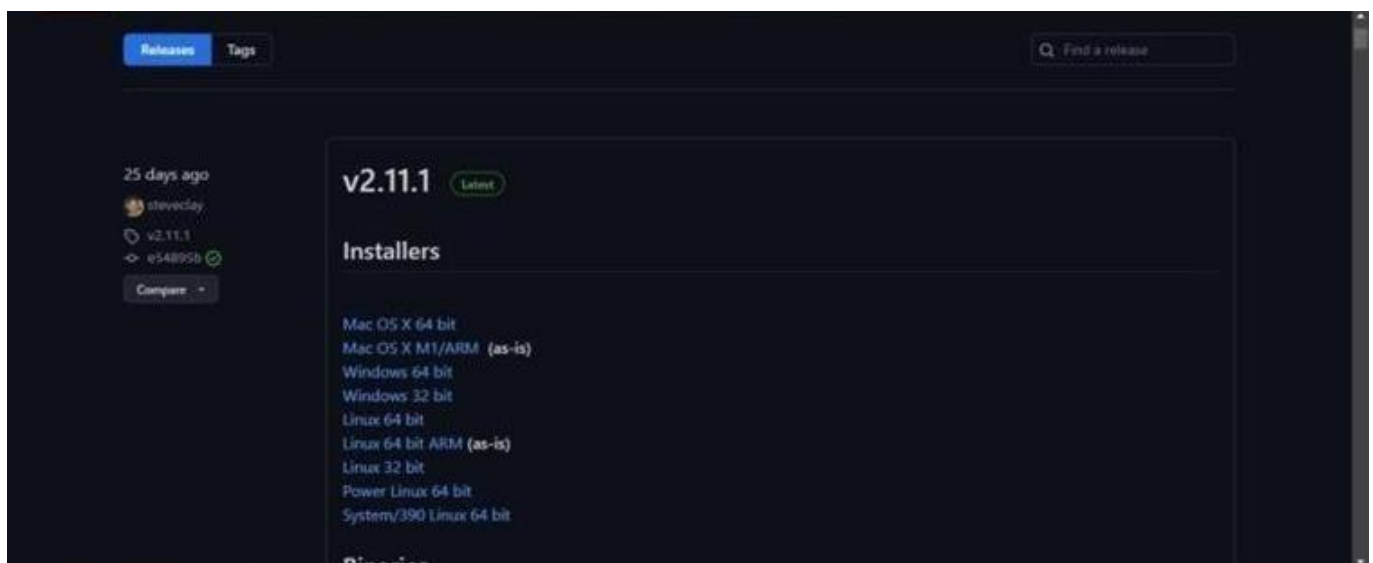 Releases Tags
Find a release
25 days ago
steveclay
v2.11.1
e54895b
Compare
v2.11.1 Latest
Installers
Mac OS X 64 bit
Mac OS X M1/ARM (as-is)
Windows 64 bit
Windows 32 bit
Linux 64 bit
Linux 64 bit ARM (as-is)
Linux 32 bit
Power Linux 64 bit
System/390 Linux 64 bit
Binaries